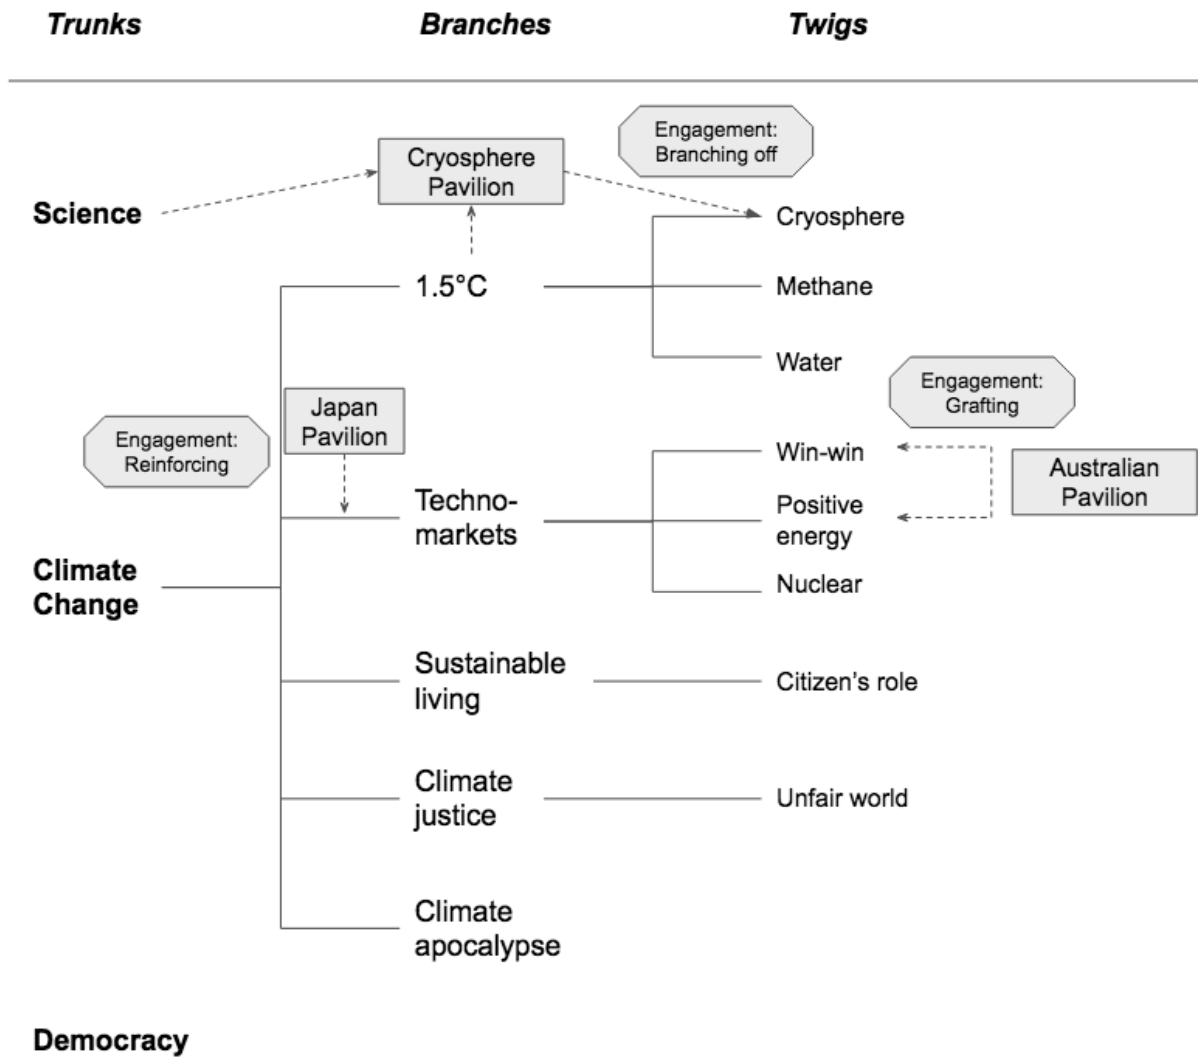 Trunks
Branches
Twigs
Engagement:
Branching off
Cryosphere
Pavilion
Science
Cryosphere
1.5°C
Methane
Water
Engagement:
Grafting
Japan
Pavilion
Engagement:
Reinforcing
Win-win
Australian
Pavilion
Techno-
markets
Positive
energy
Climate
Change
Nuclear
Sustainable
living
Citizen’s role
Climate
justice
Unfair world
Climate
apocalypse
Democracy